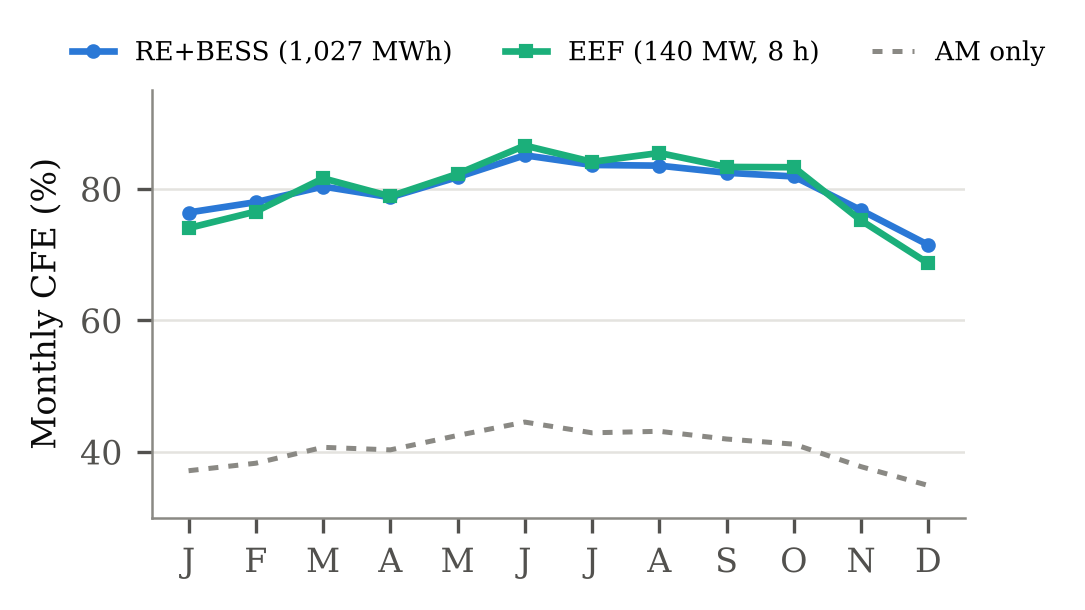 RE+BESS (1,027 MWh) EEF (140 MW, 8 h) AM only
Monthly CFE (%)
80
60
40
J F M A M J J A S O N D